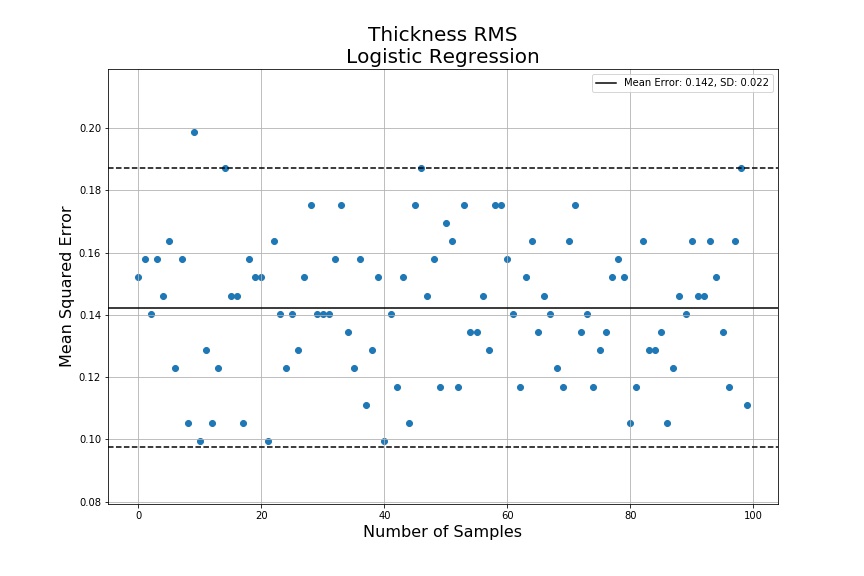 Thickness RMS
Logistic Regression
Mean Error: 0.142, SD: 0.022
Mean Squared Error
0.20
0.18
0.16
0.14
0.12
0.10
0.08
0
20
40
60
80
100
Number of Samples